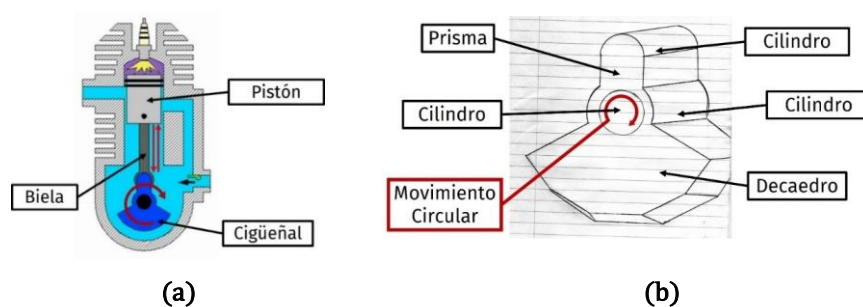 Pistón
Biela
Cigüeñal
(a)
Prisma
Cilindro
Cilindro
Cilindro
Movimiento
Circular
Decaedro
(b)